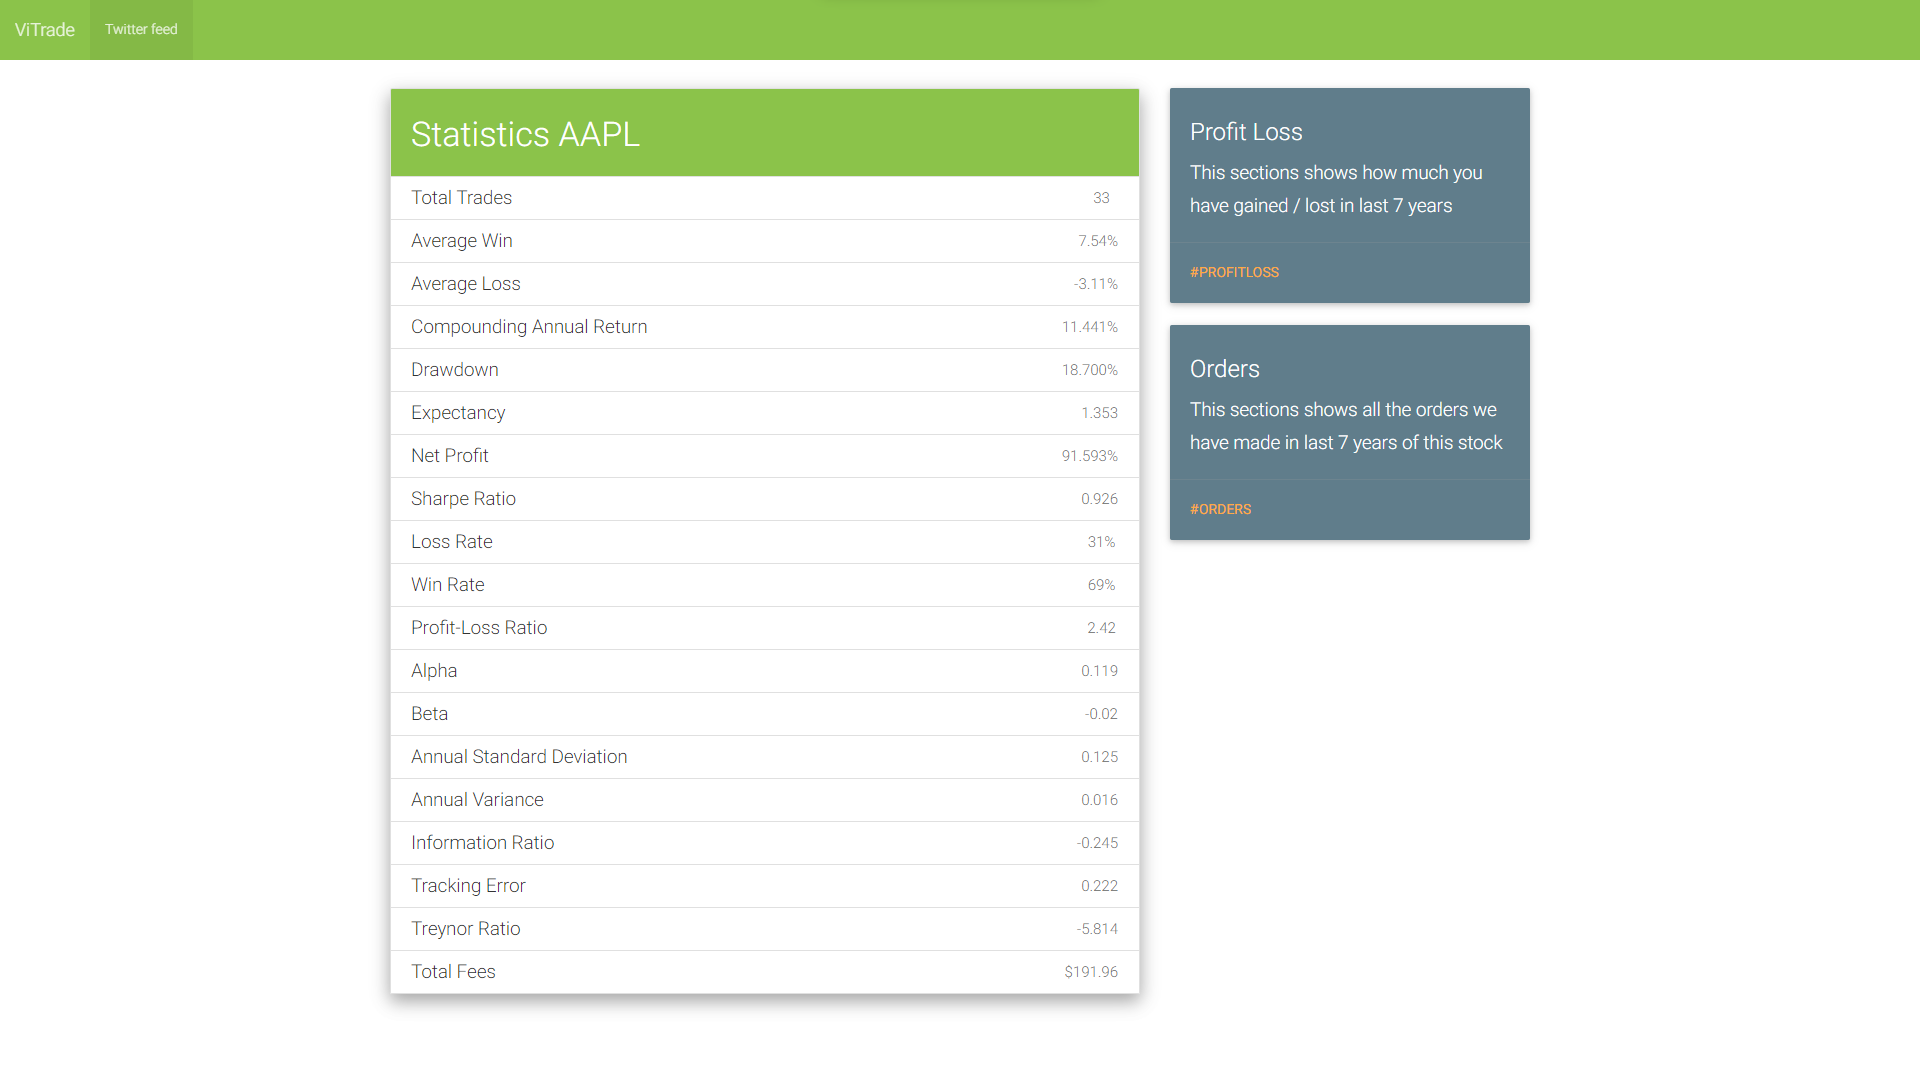 ViTrade Twitter feed
Statistics AAPL
Total Trades 33
Average Win 7.54%
Average Loss -3.11%
Compounding Annual Return 11.441%
Drawdown 18.700%
Expectancy 1.353
Net Profit 91.593%
Sharpe Ratio 0.926
Loss Rate 31%
Win Rate 69%
Profit-Loss Ratio 2.42
Alpha 0.119
Beta -0.02
Annual Standard Deviation 0.125
Annual Variance 0.016
Information Ratio -0.245
Tracking Error 0.222
Treynor Ratio -5.814
Total Fees $191.96
Profit Loss
This sections shows how much you
have gained / lost in last 7 years
#PROFITLOSS
Orders
This sections shows all the orders we
have made in last 7 years of this stock
#ORDERS